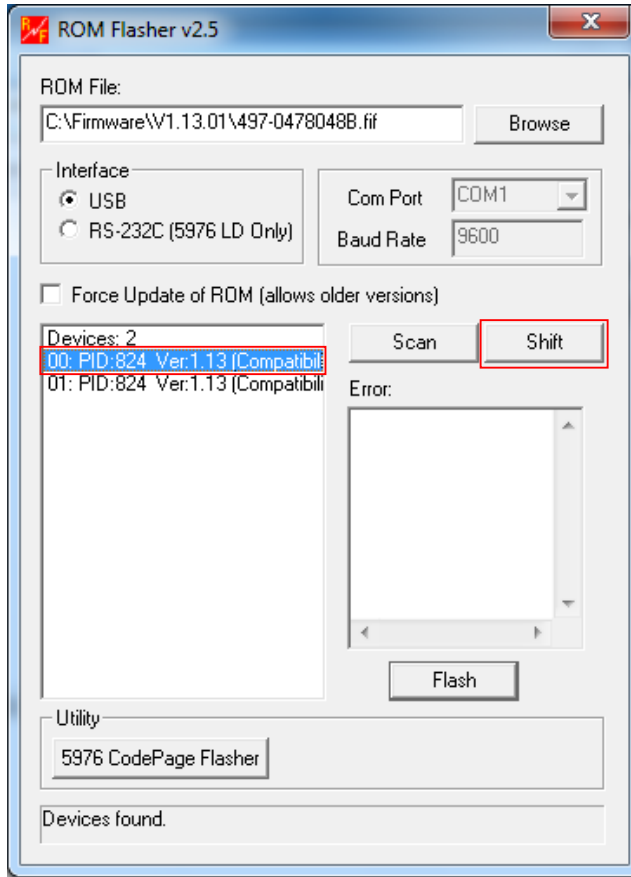 ROM Flasher v2.5
ROM File:
C:\Firmware\V1.13.01\497-0478048B.fif
Browse
Interface
USB
RS-232C (5976 LD Only)
Com Port
COM1
Baud Rate
9600
Force Update of ROM (allows older versions)
Devices: 2
00: PID:824 Ver:1.13 (Compatibil
01: PID:824 Ver:1.13 (Compatibili
Scan
Shift
Error:
Flash
Utility
5976 CodePage Flasher
Devices found.